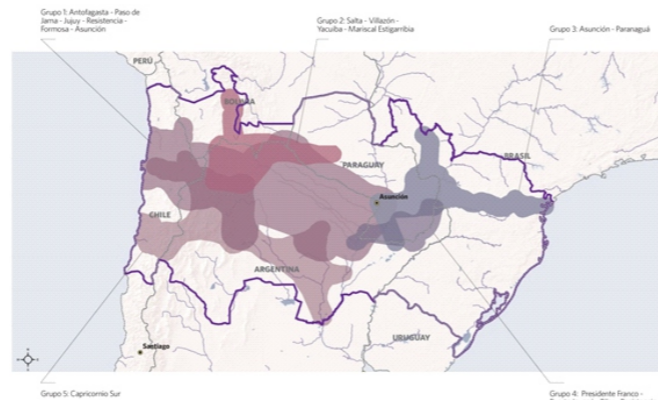 Grupo 1: Antofagasta - Paso de
Jama - Jujuy - Resistencia -
Formosa - Asunción
Grupo 2: Salta - Villazón -
Yacuiba - Mariscal Estigarribia
Grupo 3: Asunción - Paranaguá
PERÚ
BOLIVIA
BRASIL
PARAGUAY
Asunción
CHILE
ARGENTINA
URUGUAY
Santiago
Grupo 5: Capricornio Sur
Grupo 4: Presidente Franco -